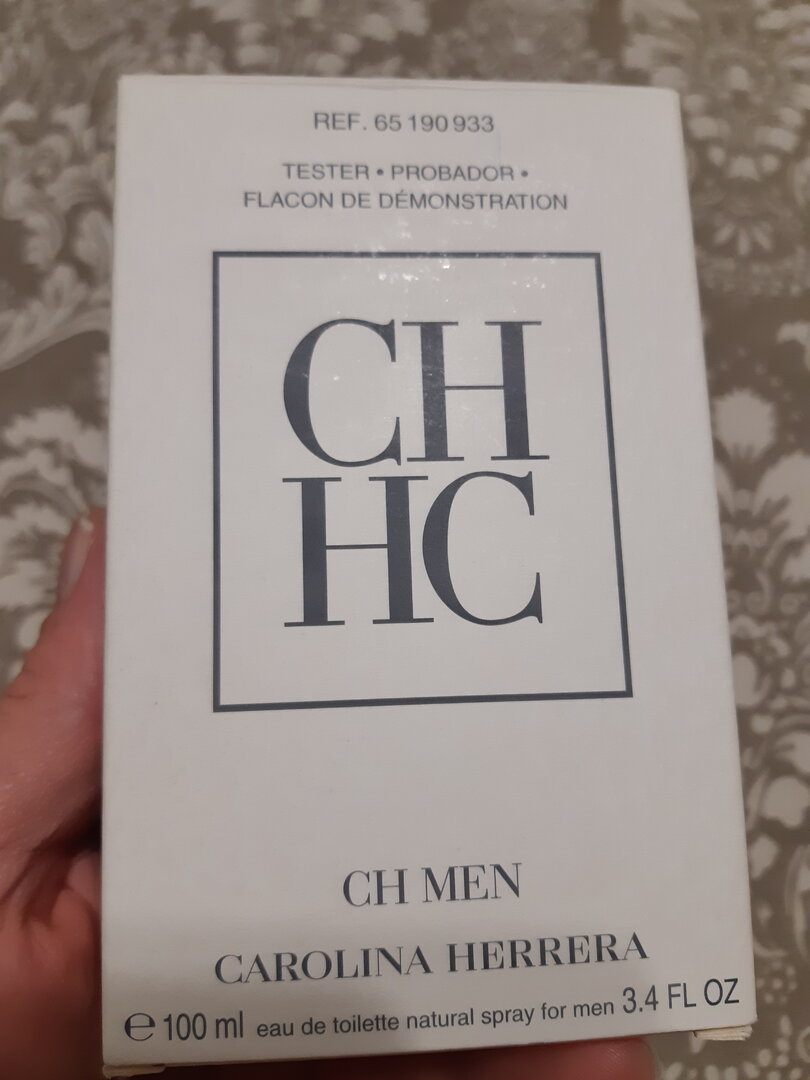 REF. 65 190 933
TESTER • PROBADOR •
FLACON DE DÉMONSTRATION
CH
HC
CH MEN
CAROLINA HERRERA
℮ 100 ml eau de toilette natural spray for men 3.4 FL OZ